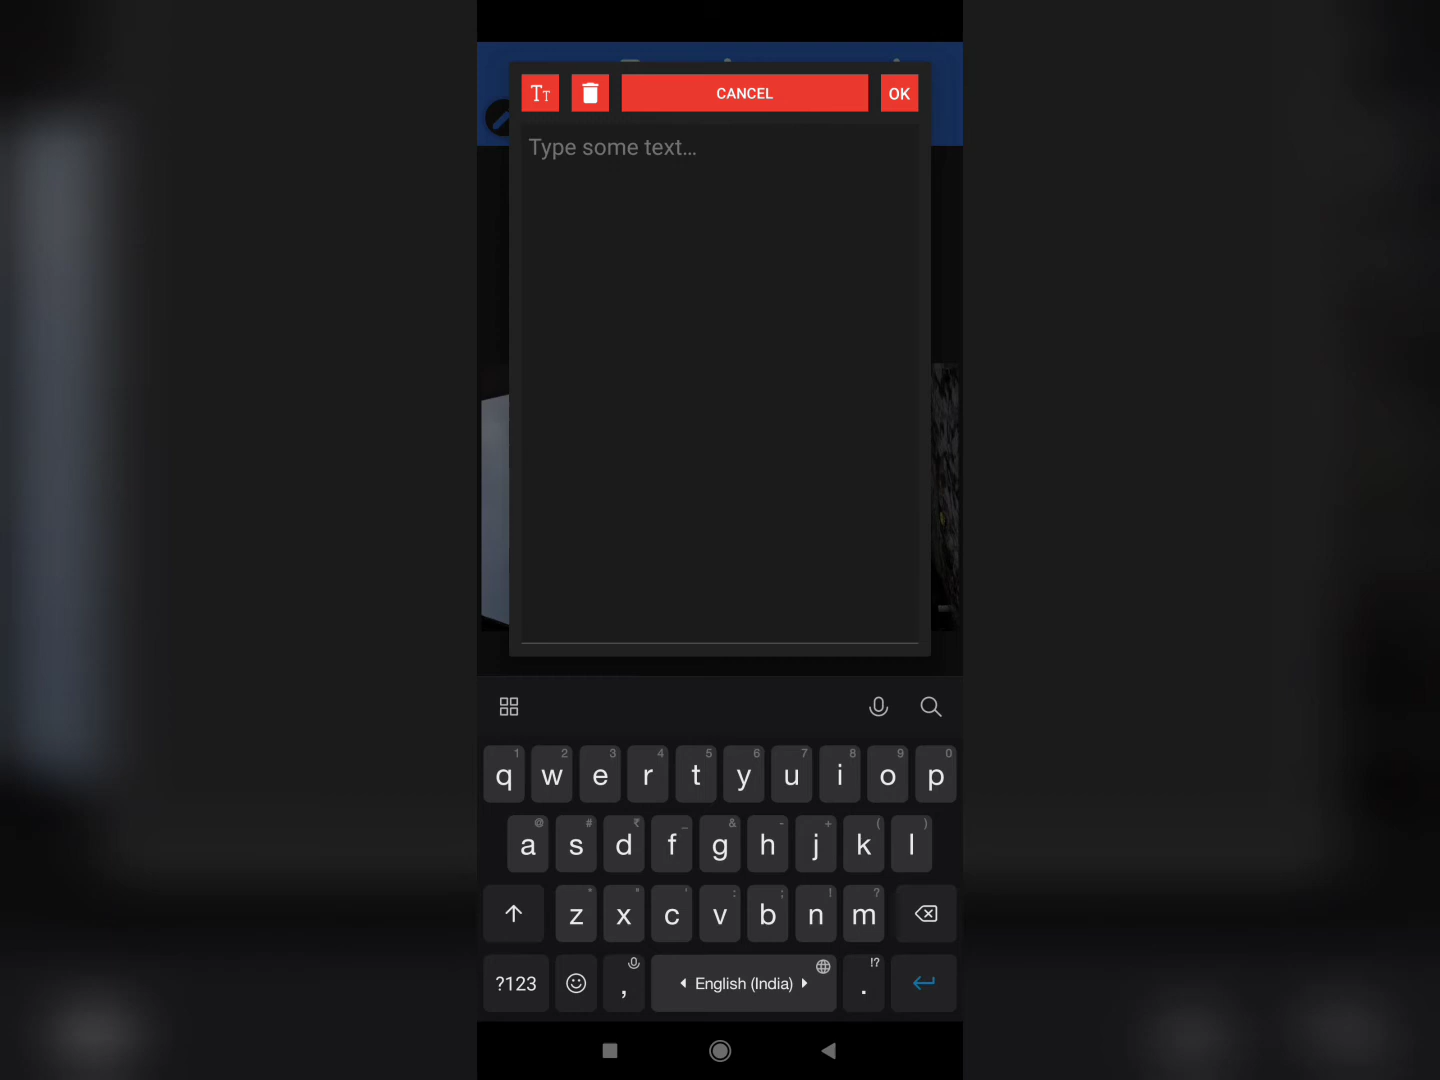 TT CANCEL OK
Type some text...
1 2 3 4 5 6 7 8 9 0
q w e r t y u i o p
@ # ₹ _ & - + ( )
a s d f g h j k l
* " ' : ; ! ?
z x c v b n m
!?
?123 , English (India) .